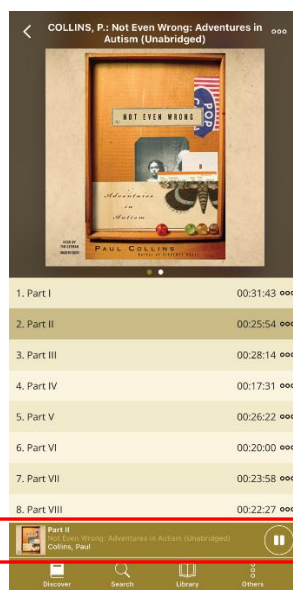 COLLINS, P.: Not Even Wrong: Adventures in
Autism (Unabridged)
NOT EVEN WRONG
POP
Adventures
in
Autism
READ BY
PAUL COLLINS
1. Part I 00:31:43
2. Part II 00:25:54
3. Part III 00:28:14
4. Part IV 00:17:31
5. Part V 00:26:22
6. Part VI 00:20:00
7. Part VII 00:23:58
8. Part VIII 00:22:27
Part II
Not Even Wrong: Adventures in Autism (Unabridged)
Collins, Paul
Discover Search Library Others